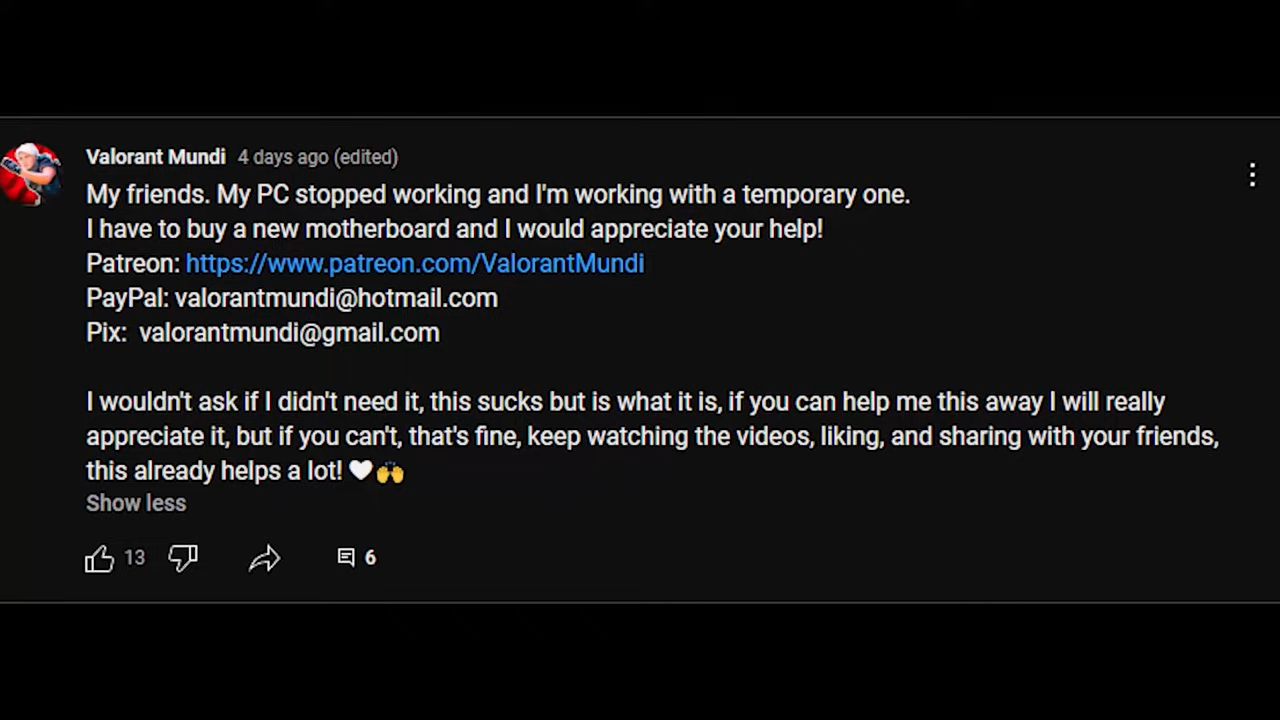 Valorant Mundi 4 days ago (edited)
My friends. My PC stopped working and I'm working with a temporary one.
I have to buy a new motherboard and I would appreciate your help!
Patreon: https://www.patreon.com/ValorantMundi
PayPal: valorantmundi@hotmail.com
Pix:  valorantmundi@gmail.com
I wouldn't ask if I didn't need it, this sucks but is what it is, if you can help me this away I will really
appreciate it, but if you can't, that's fine, keep watching the videos, liking, and sharing with your friends,
this already helps a lot! 🤍🙌
Show less
13 6